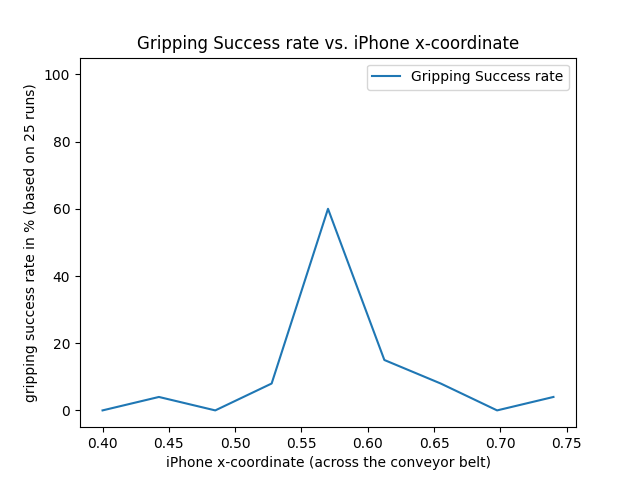 Gripping Success rate vs. iPhone x-coordinate
Gripping Success rate
gripping success rate in % (based on 25 runs)
100
80
60
40
20
0
0.40 0.45 0.50 0.55 0.60 0.65 0.70 0.75
iPhone x-coordinate (across the conveyor belt)